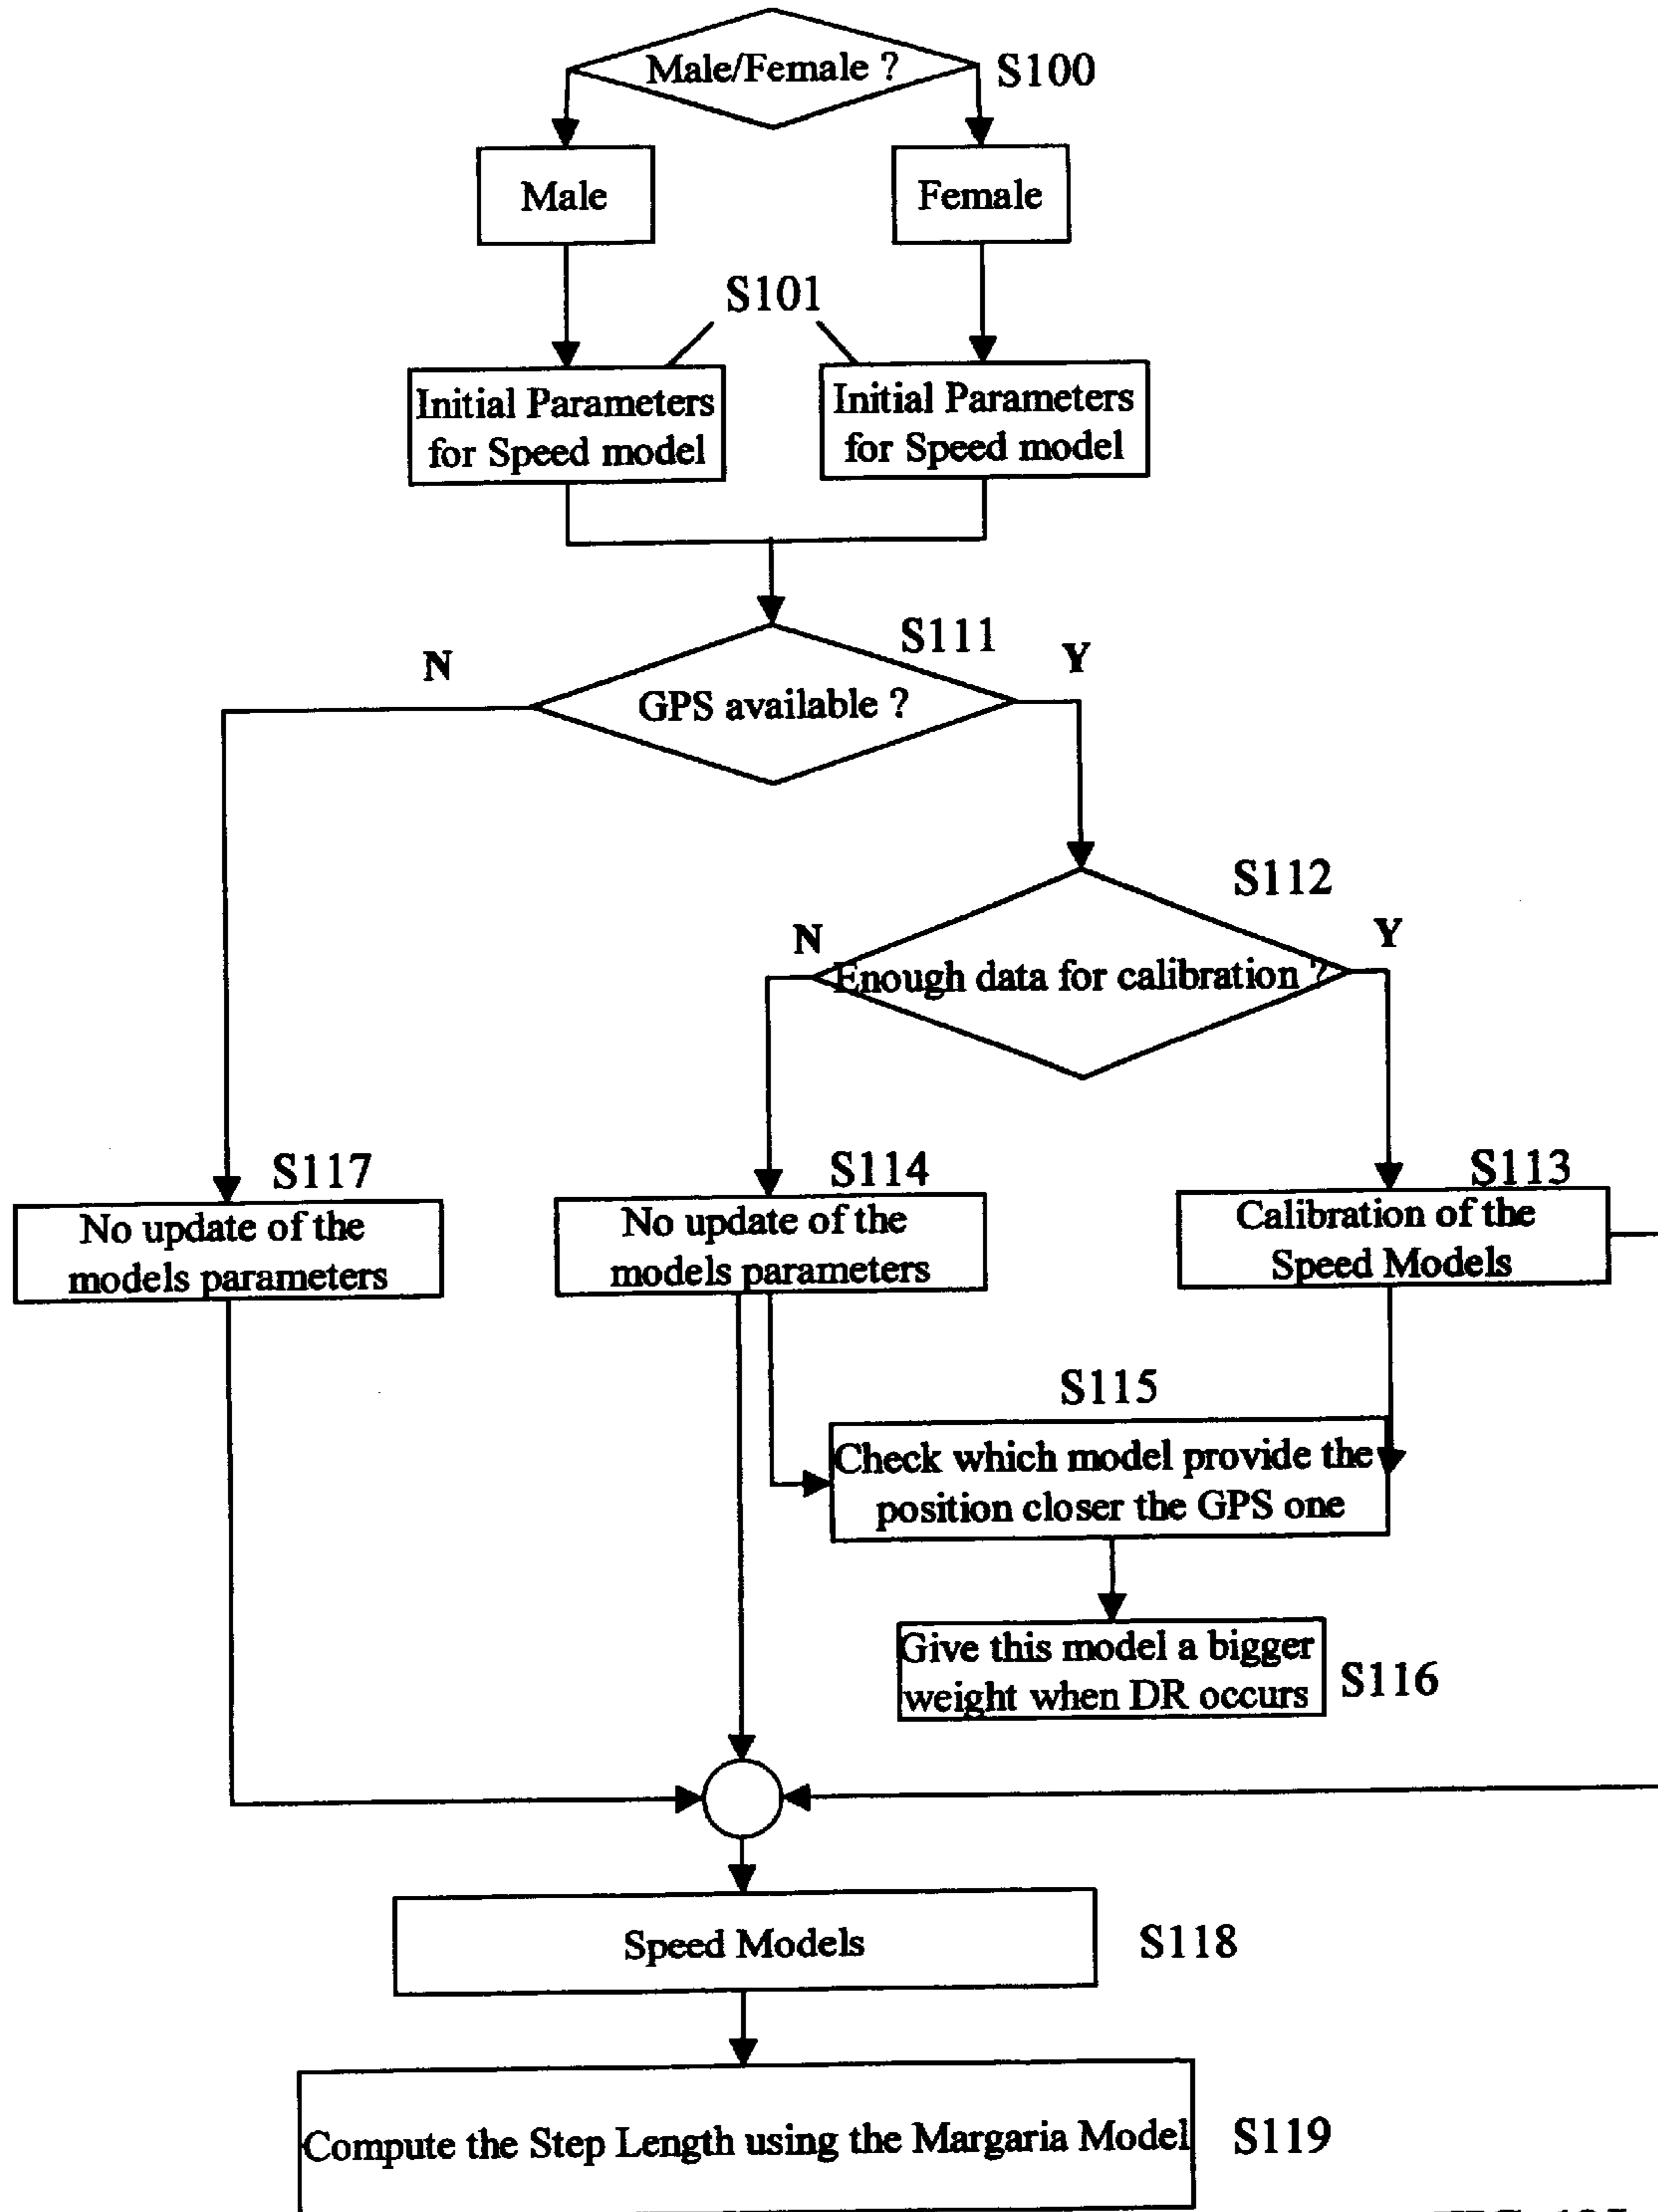 Male/Female ?
S100
Male
Female
S101
Initial Parameters
for Speed model
Initial Parameters
for Speed model
S111
N
Y
GPS available ?
S112
N
Y
Enough data for calibration ?
S117
S114
S113
No update of the
models parameters
No update of the
models parameters
Calibration of the
Speed Models
S115
Check which model provide the
position closer the GPS one
Give this model a bigger
weight when DR occurs
S116
Speed Models
S118
Compute the Step Length using the Margaria Model
S119